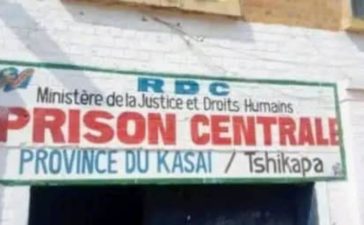 RDC
Ministère de la Justice et Droits Humains
PRISON CENTRALE
PROVINCE DU KASAI / Tshikapa